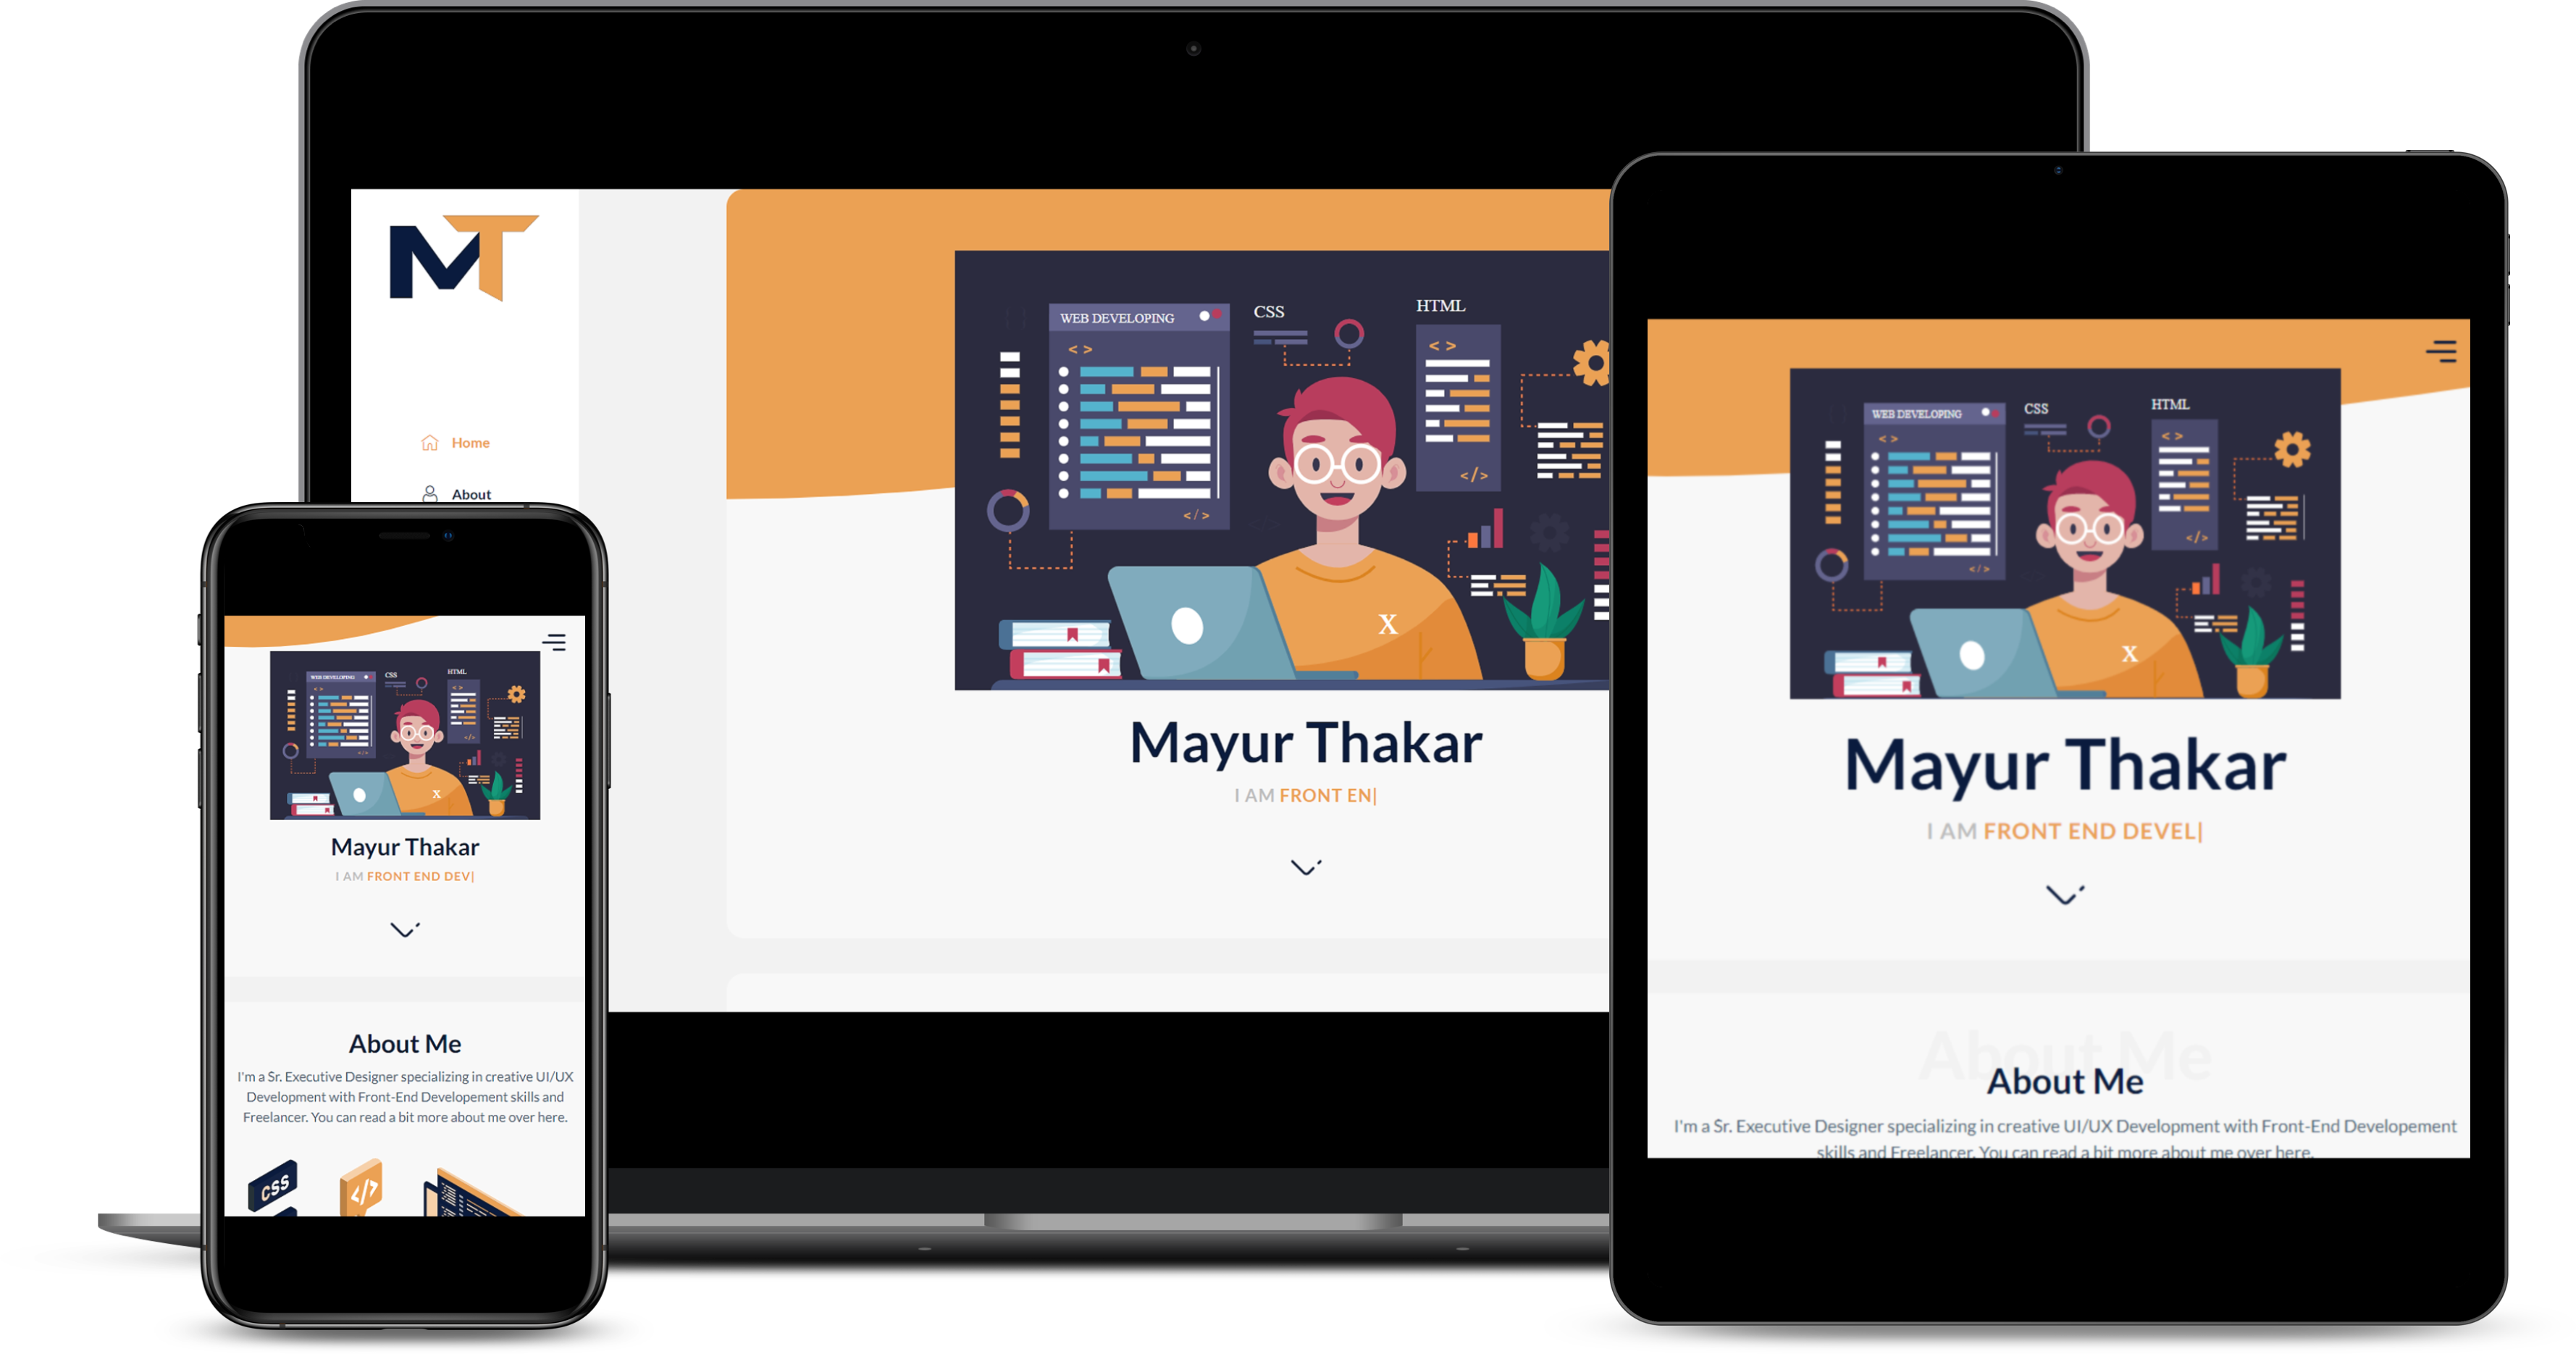 MT
Home
About
WEB DEVELOPING
< >
</>
CSS
HTML
< >
</>
X
Mayur Thakar
I AM FRONT EN|
WEB DEVELOPING
< >
</>
CSS
HTML
< >
</>
X
Mayur Thakar
I AM FRONT END DEV|
About Me
I'm a Sr. Executive Designer specializing in creative UI/UX
Development with Front-End Developement skills and
Freelancer. You can read a bit more about me over here.
CSS
</>
WEB DEVELOPING
< >
</>
CSS
HTML
< >
</>
X
Mayur Thakar
I AM FRONT END DEVEL|
About Me
About Me
I'm a Sr. Executive Designer specializing in creative UI/UX Development with Front-End Developement
skills and Freelancer. You can read a bit more about me over here.